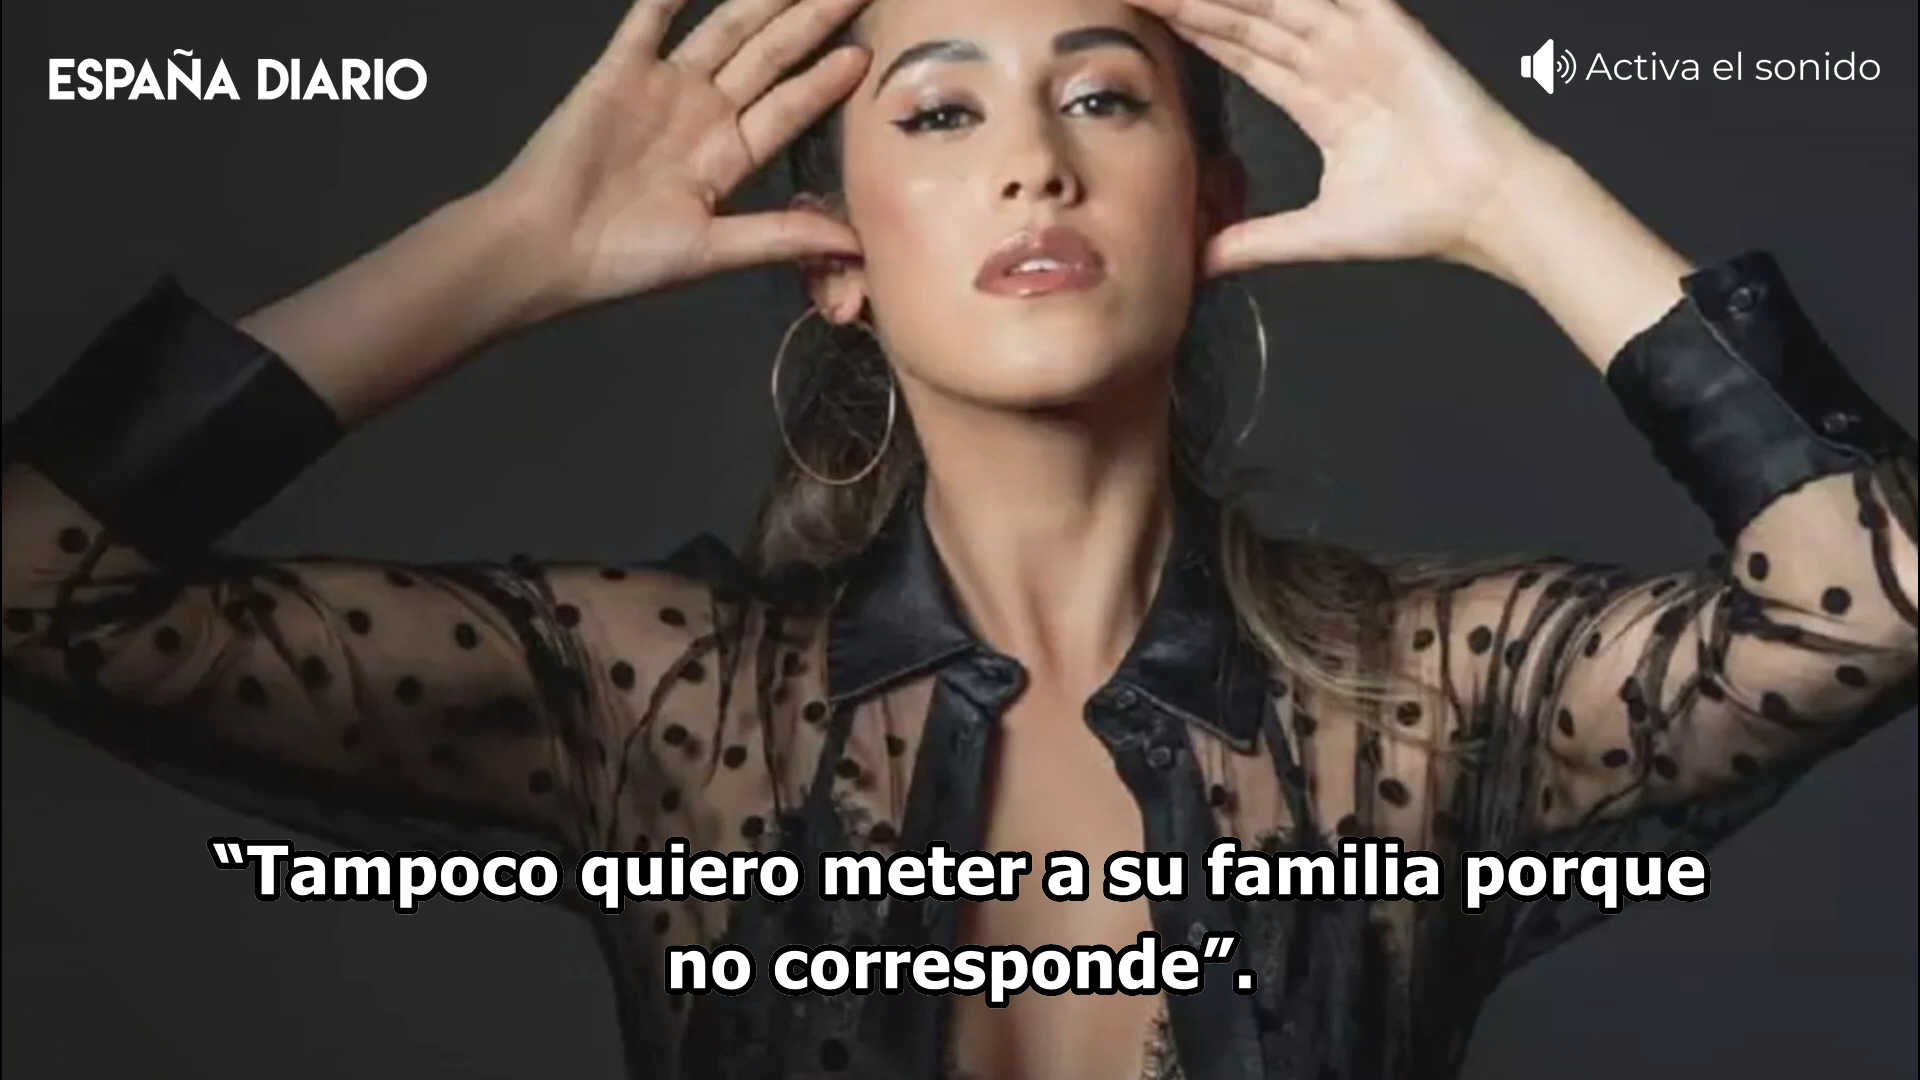 ESPAÑA DIARIO
Activa el sonido
“Tampoco quiero meter a su familia porque
no corresponde”.